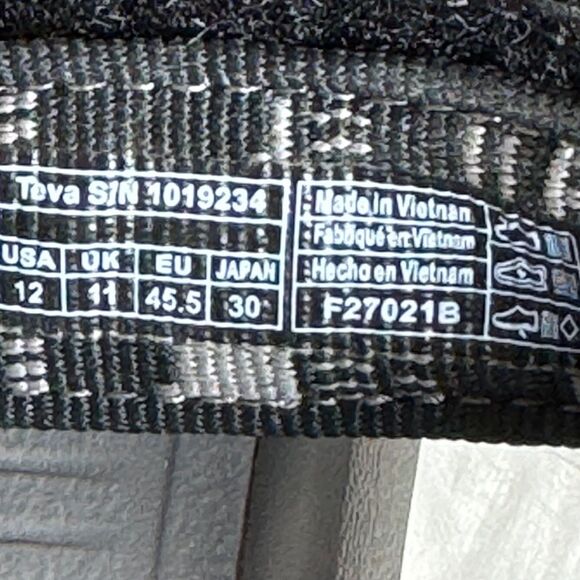 Teva S/N 1019234
USA UK EU JAPAN
12 11 45.5 30
Made In Vietnam
Fabriqué en Vietnam
Hecho en Vietnam
F27021B